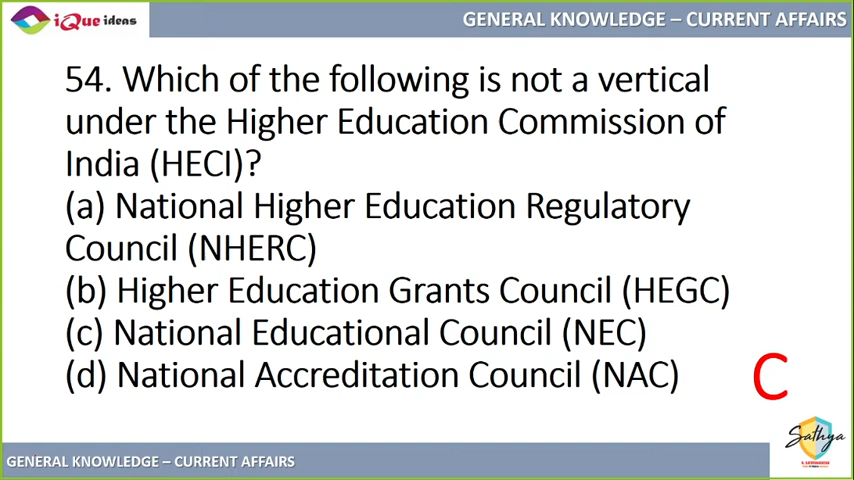 iQue ideas
GENERAL KNOWLEDGE – CURRENT AFFAIRS
54. Which of the following is not a vertical
under the Higher Education Commission of
India (HECI)?
(a) National Higher Education Regulatory
Council (NHERC)
(b) Higher Education Grants Council (HEGC)
(c) National Educational Council (NEC)
(d) National Accreditation Council (NAC)
C
Sathya
GENERAL KNOWLEDGE – CURRENT AFFAIRS